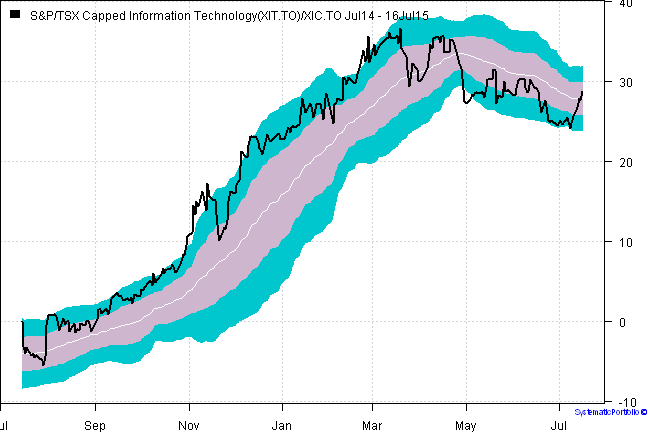 S&P/TSX Capped Information Technology(XIT.TO)/XIC.TO Jul14 - 16Jul15
40
30
20
10
0
-10
ul Sep Nov Jan Mar May Jul
SystematicPortfolio ©